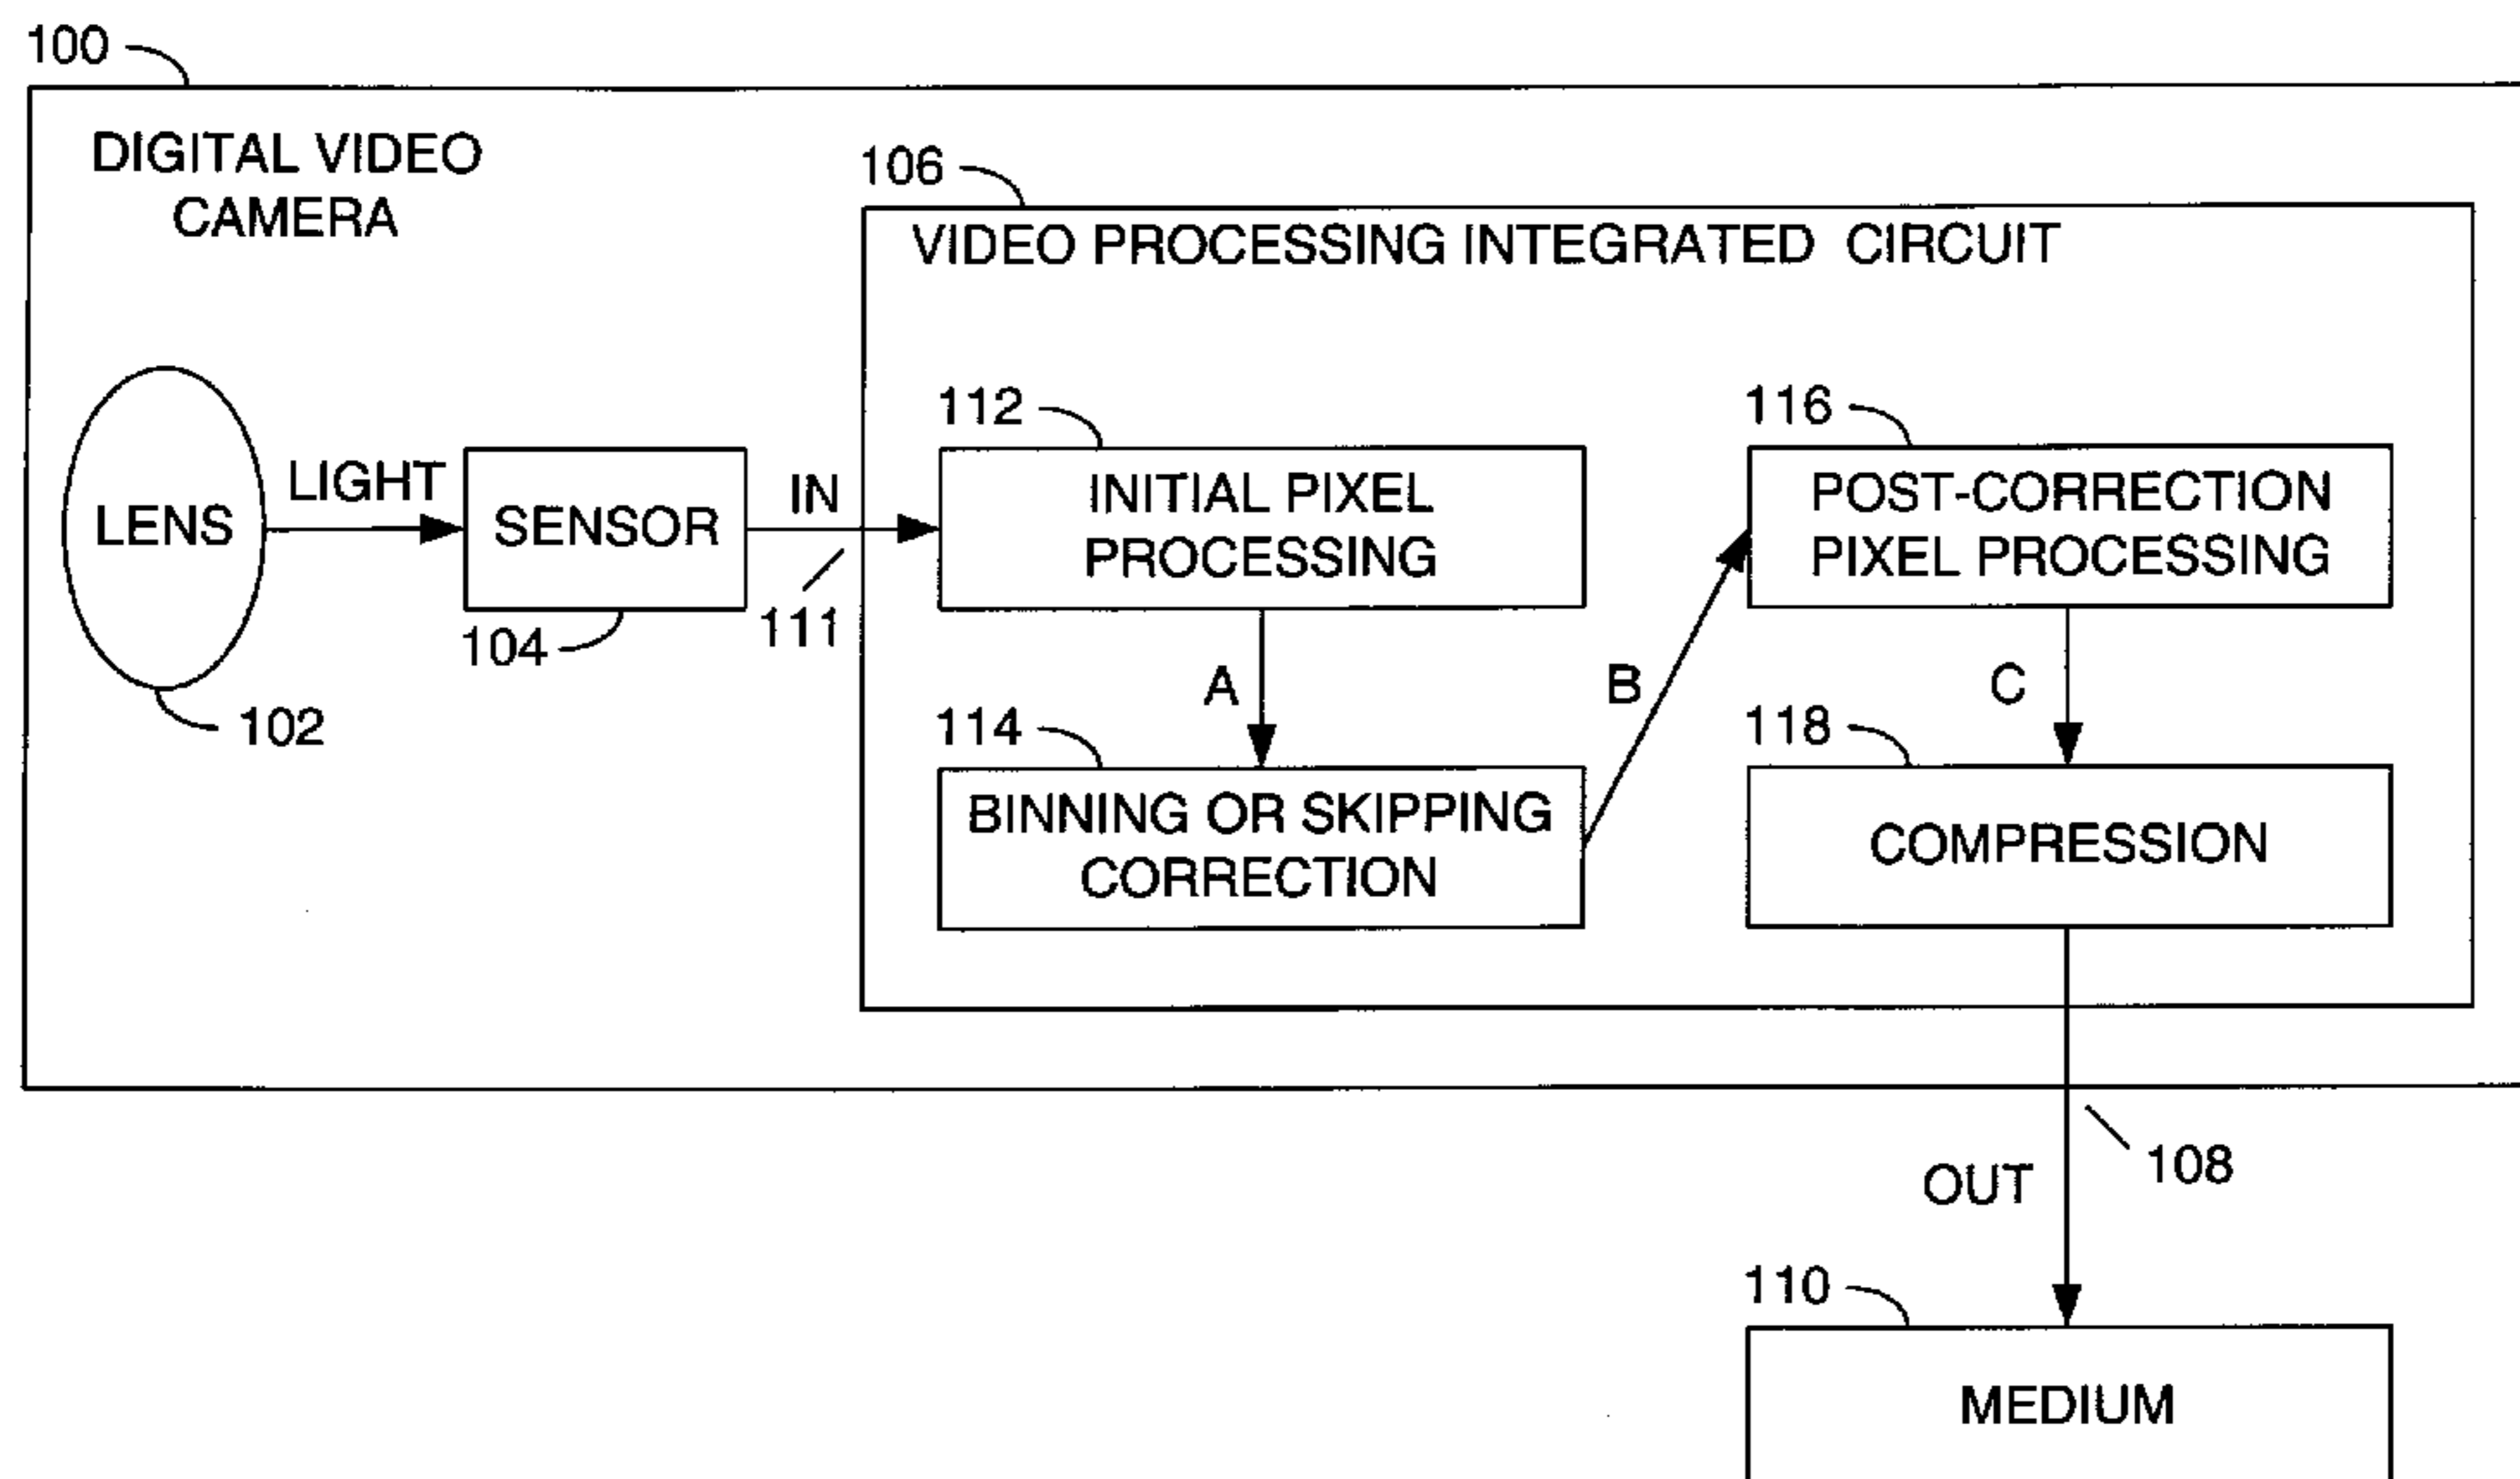 100
DIGITAL VIDEO
CAMERA
106
VIDEO PROCESSING INTEGRATED CIRCUIT
LENS
102
LIGHT
SENSOR
104
IN
111
112
INITIAL PIXEL
PROCESSING
A
114
BINNING OR SKIPPING
CORRECTION
B
116
POST-CORRECTION
PIXEL PROCESSING
C
118
COMPRESSION
108
OUT
110
MEDIUM